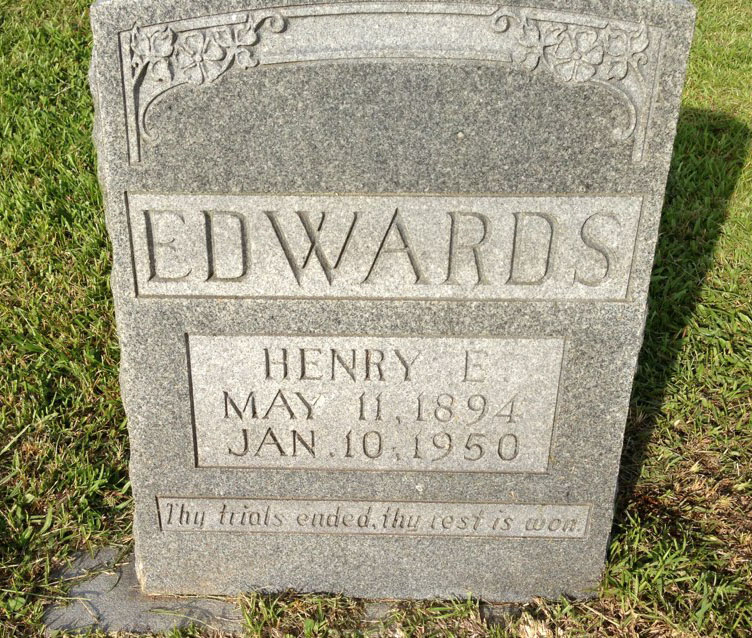 EDWARDS
HENRY E.
MAY 11, 1894
JAN. 10, 1950
Thy trials ended, thy rest is won.